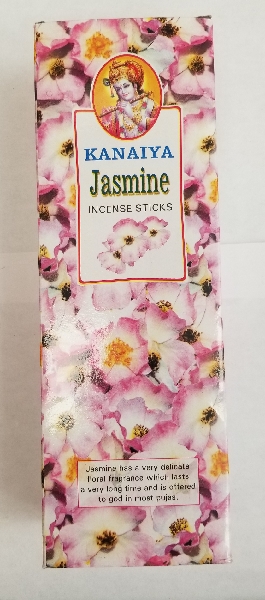 KANAIYA
Jasmine
INCENSE STICKS
Jasmine has a very delicate
floral fragrance which lasts
a very long time and is offered
to god in most pujas.